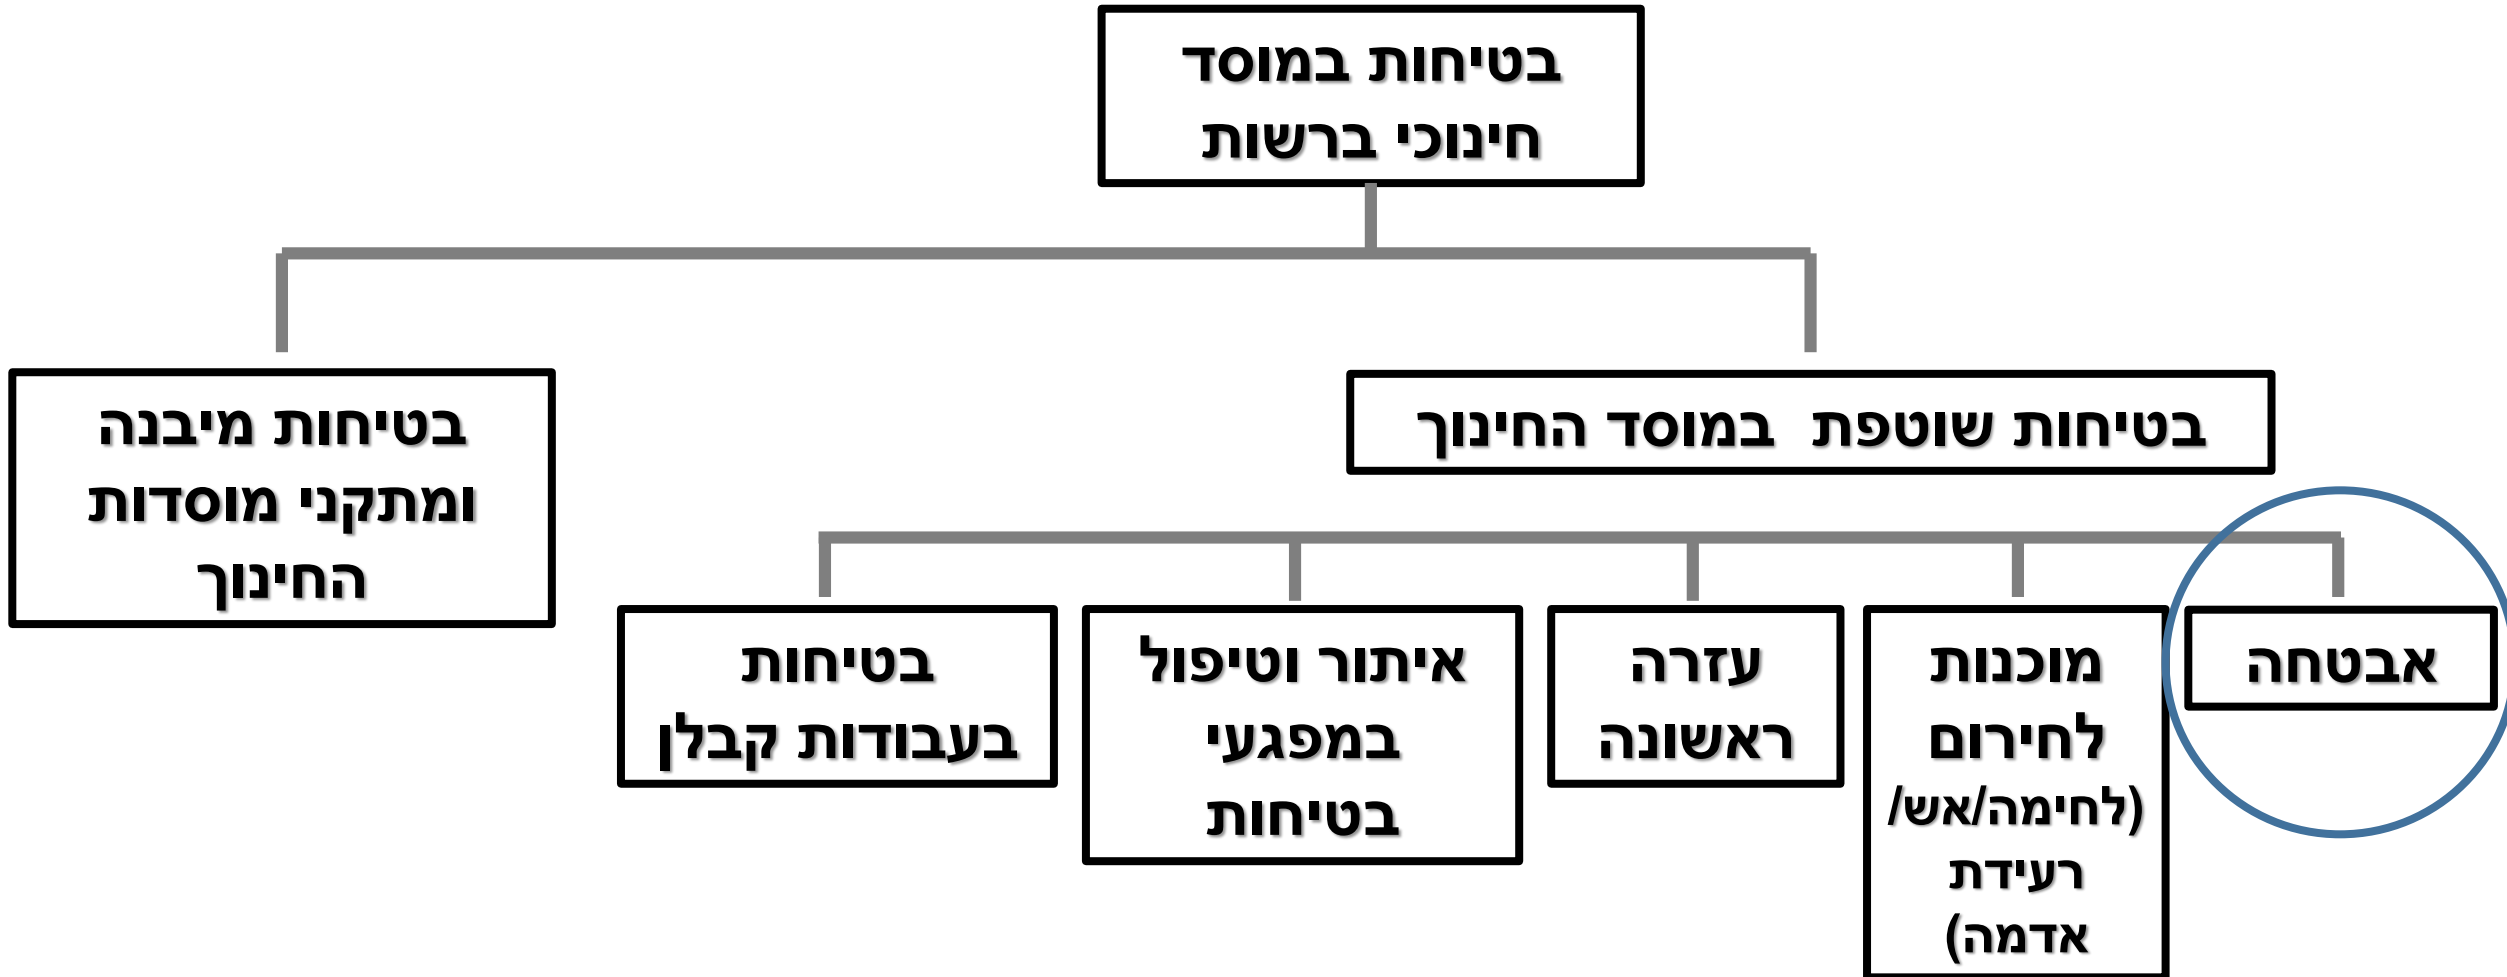 בטיחות במוסד
חינוכי ברשות
בטיחות שוטפת במוסד החינוך
בטיחות מיבנה
ומתקני מוסדות
החינוך
אבטחה
מוכנות
לחירום
(לחימה/אש/
רעידת
אדמה)
עזרה
ראשונה
איתור וטיפול
במפגעי
בטיחות
בטיחות
בעבודות קבלן